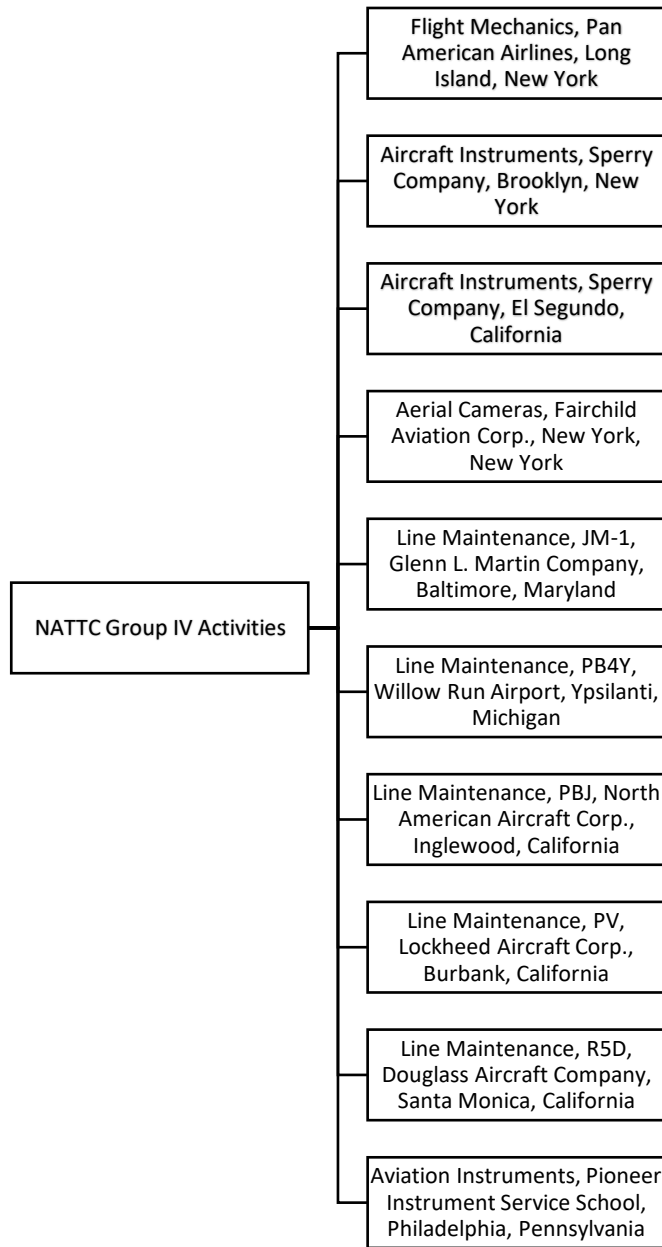 Flight Mechanics, Pan
American Airlines, Long
Island, New York
Aircraft Instruments, Sperry
Company, Brooklyn, New
York
Aircraft Instruments, Sperry
Company, El Segundo,
California
Aerial Cameras, Fairchild
Aviation Corp., New York,
New York
Line Maintenance, JM-1,
Glenn L. Martin Company,
Baltimore, Maryland
NATTC Group IV Activities
Line Maintenance, PB4Y,
Willow Run Airport, Ypsilanti,
Michigan
Line Maintenance, PBJ, North
American Aircraft Corp.,
Inglewood, California
Line Maintenance, PV,
Lockheed Aircraft Corp.,
Burbank, California
Line Maintenance, R5D,
Douglass Aircraft Company,
Santa Monica, California
Aviation Instruments, Pioneer
Instrument Service School,
Philadelphia, Pennsylvania